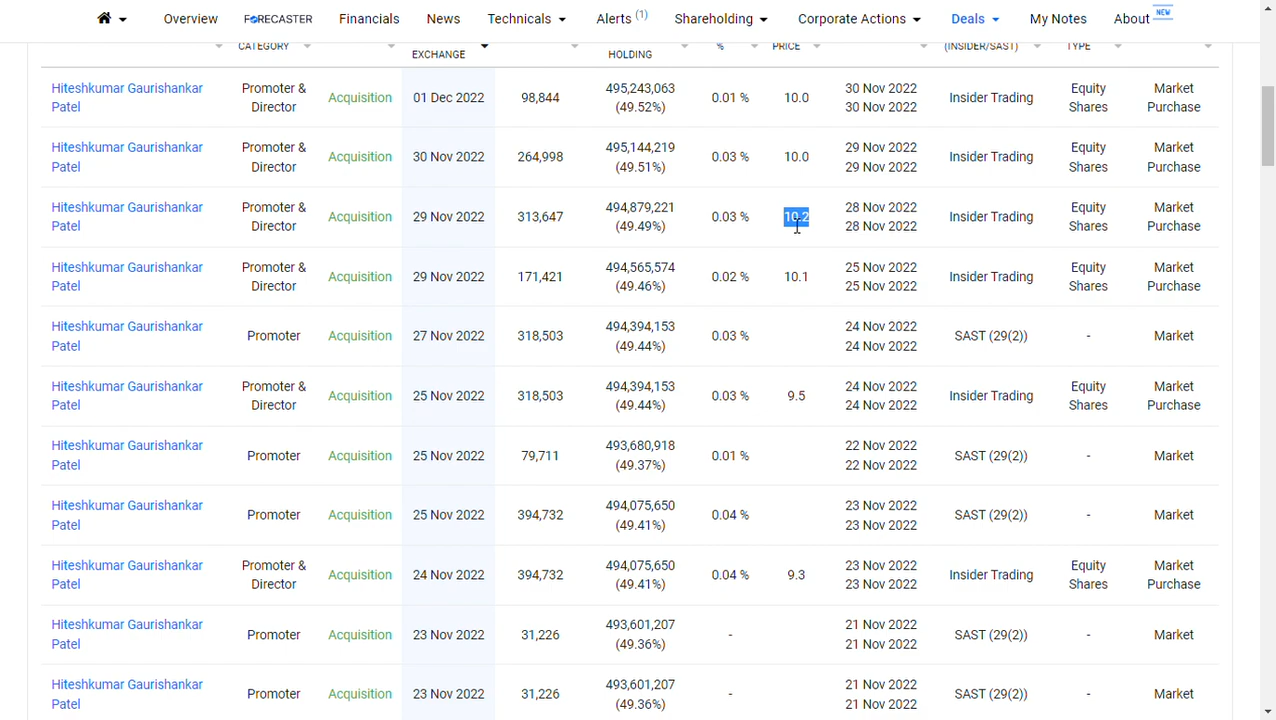 Overview FORECASTER Financials News Technicals Alerts (1) Shareholding Corporate Actions Deals My Notes About NEW
CATEGORY EXCHANGE HOLDING % PRICE (INSIDER/SAST) TYPE
Hiteshkumar Gaurishankar Patel Promoter & Director Acquisition 01 Dec 2022 98,844 495,243,063 (49.52%) 0.01 % 10.0 30 Nov 2022 30 Nov 2022 Insider Trading Equity Shares Market Purchase
Hiteshkumar Gaurishankar Patel Promoter & Director Acquisition 30 Nov 2022 264,998 495,144,219 (49.51%) 0.03 % 10.0 29 Nov 2022 29 Nov 2022 Insider Trading Equity Shares Market Purchase
Hiteshkumar Gaurishankar Patel Promoter & Director Acquisition 29 Nov 2022 313,647 494,879,221 (49.49%) 0.03 % 10.2 28 Nov 2022 28 Nov 2022 Insider Trading Equity Shares Market Purchase
Hiteshkumar Gaurishankar Patel Promoter & Director Acquisition 29 Nov 2022 171,421 494,565,574 (49.46%) 0.02 % 10.1 25 Nov 2022 25 Nov 2022 Insider Trading Equity Shares Market Purchase
Hiteshkumar Gaurishankar Patel Promoter Acquisition 27 Nov 2022 318,503 494,394,153 (49.44%) 0.03 % 24 Nov 2022 24 Nov 2022 SAST (29(2)) - Market
Hiteshkumar Gaurishankar Patel Promoter & Director Acquisition 25 Nov 2022 318,503 494,394,153 (49.44%) 0.03 % 9.5 24 Nov 2022 24 Nov 2022 Insider Trading Equity Shares Market Purchase
Hiteshkumar Gaurishankar Patel Promoter Acquisition 25 Nov 2022 79,711 493,680,918 (49.37%) 0.01 % 22 Nov 2022 22 Nov 2022 SAST (29(2)) - Market
Hiteshkumar Gaurishankar Patel Promoter Acquisition 25 Nov 2022 394,732 494,075,650 (49.41%) 0.04 % 23 Nov 2022 23 Nov 2022 SAST (29(2)) - Market
Hiteshkumar Gaurishankar Patel Promoter & Director Acquisition 24 Nov 2022 394,732 494,075,650 (49.41%) 0.04 % 9.3 23 Nov 2022 23 Nov 2022 Insider Trading Equity Shares Market Purchase
Hiteshkumar Gaurishankar Patel Promoter Acquisition 23 Nov 2022 31,226 493,601,207 (49.36%) - 21 Nov 2022 21 Nov 2022 SAST (29(2)) - Market
Hiteshkumar Gaurishankar Patel Promoter Acquisition 23 Nov 2022 31,226 493,601,207 (49.36%) - 21 Nov 2022 21 Nov 2022 SAST (29(2)) - Market